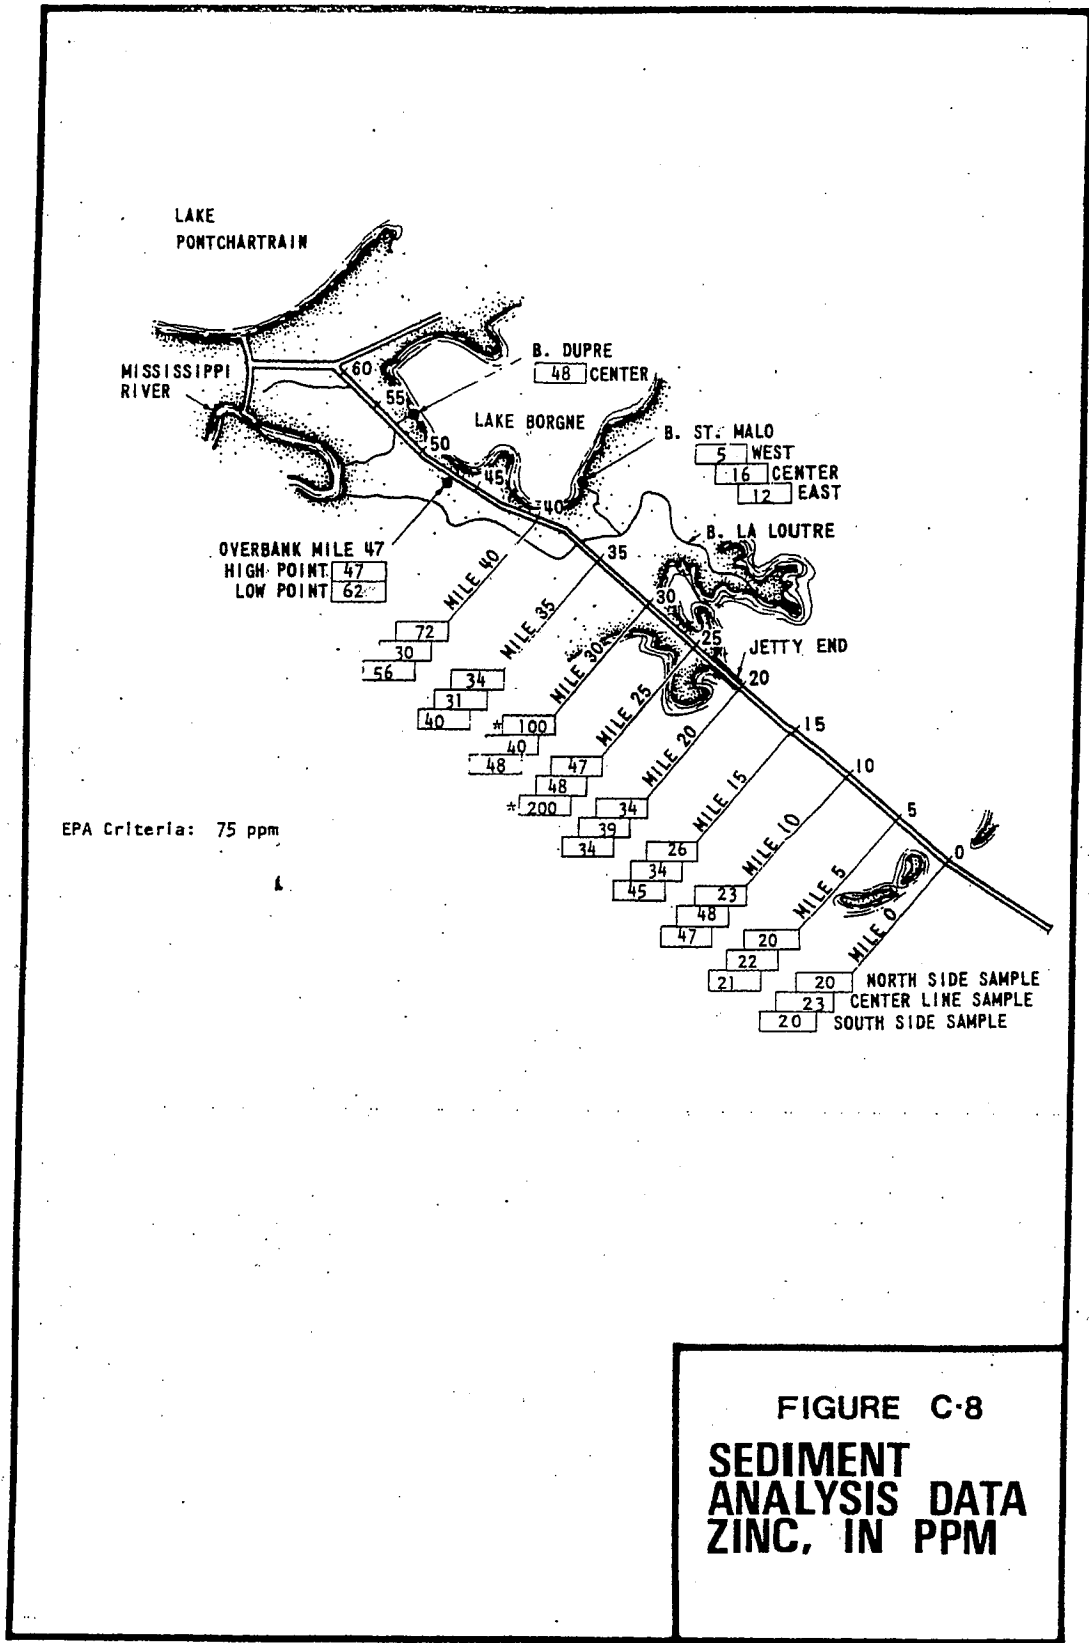 LAKE
PONTCHARTRAIN
MISSISSIPPI
RIVER
60
55
50
45
40
35
30
25
20
15
10
5
0
B. DUPRE
48 CENTER
LAKE BORGNE
B. ST. MALO
5 WEST
16 CENTER
12 EAST
B. LA LOUTRE
JETTY END
OVERBANK MILE 47
HIGH POINT 47
LOW POINT 62
MILE 40
72
30
56
MILE 35
34
31
40
MILE 30
* 100
40
48
MILE 25
47
48
* 200
MILE 20
34
39
34
MILE 15
26
34
45
MILE 10
23
48
47
MILE 5
20
22
21
MILE 0
20 NORTH SIDE SAMPLE
23 CENTER LINE SAMPLE
20 SOUTH SIDE SAMPLE
EPA Criteria: 75 ppm
FIGURE C-8
SEDIMENT
ANALYSIS DATA
ZINC, IN PPM